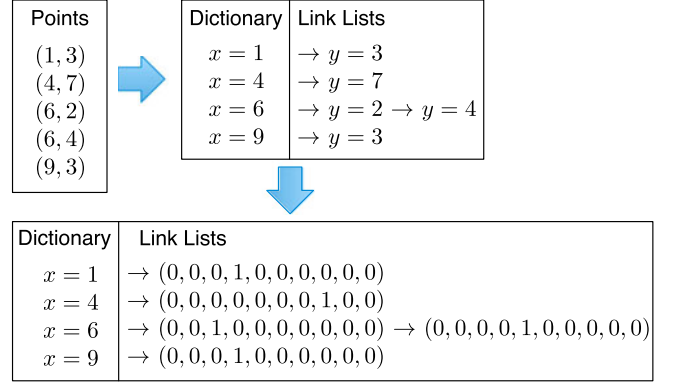 Points
(1, 3)
(4, 7)
(6, 2)
(6, 4)
(9, 3)
Dictionary Link Lists
x = 1 → y = 3
x = 4 → y = 7
x = 6 → y = 2 → y = 4
x = 9 → y = 3
Dictionary Link Lists
x = 1 → (0, 0, 0, 1, 0, 0, 0, 0, 0, 0)
x = 4 → (0, 0, 0, 0, 0, 0, 0, 1, 0, 0)
x = 6 → (0, 0, 1, 0, 0, 0, 0, 0, 0, 0) → (0, 0, 0, 0, 1, 0, 0, 0, 0, 0)
x = 9 → (0, 0, 0, 1, 0, 0, 0, 0, 0, 0)